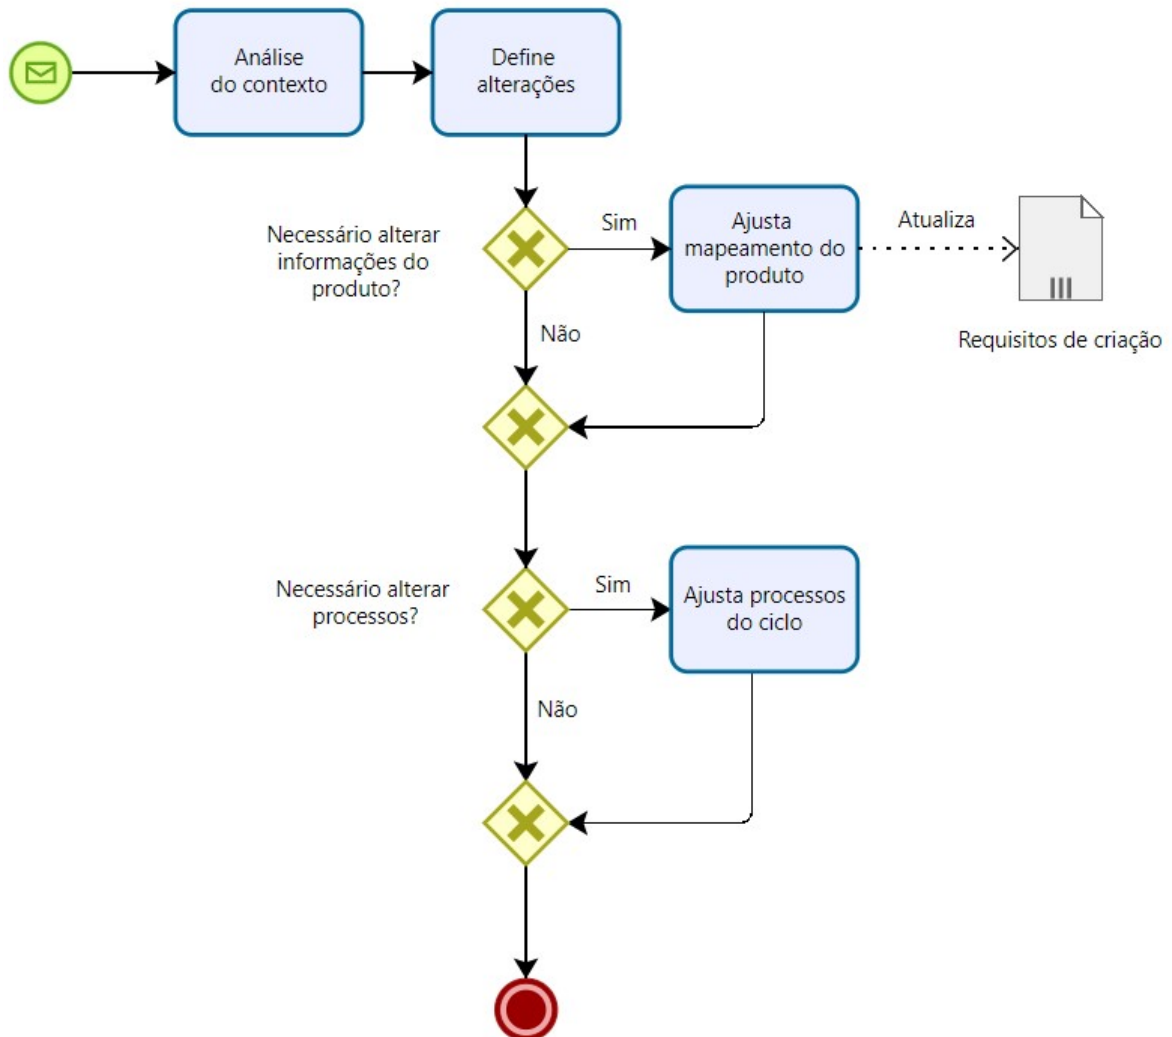 Análise
do contexto
Define
alterações
Necessário alterar
informações do
produto?
Sim
Ajusta
mapeamento do
produto
Atualiza
Requisitos de criação
Não
Necessário alterar
processos?
Sim
Ajusta processos
do ciclo
Não